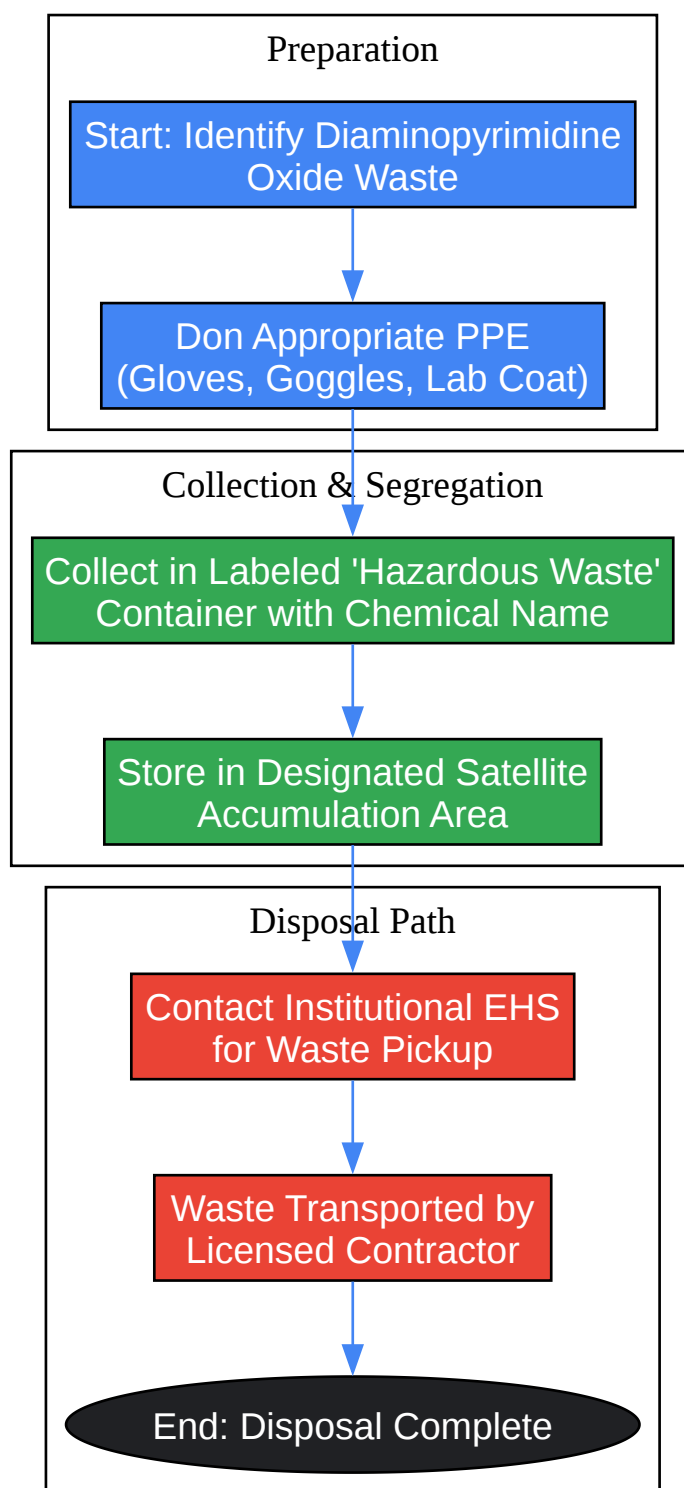 Preparation
Start: Identify Diaminopyrimidine
Oxide Waste
Don Appropriate PPE
(Gloves, Goggles, Lab Coat)
Collection & Segregation
Collect in Labeled 'Hazardous Waste'
Container with Chemical Name
Store in Designated Satellite
Accumulation Area
Disposal Path
Contact Institutional EHS
for Waste Pickup
Waste Transported by
Licensed Contractor
End: Disposal Complete